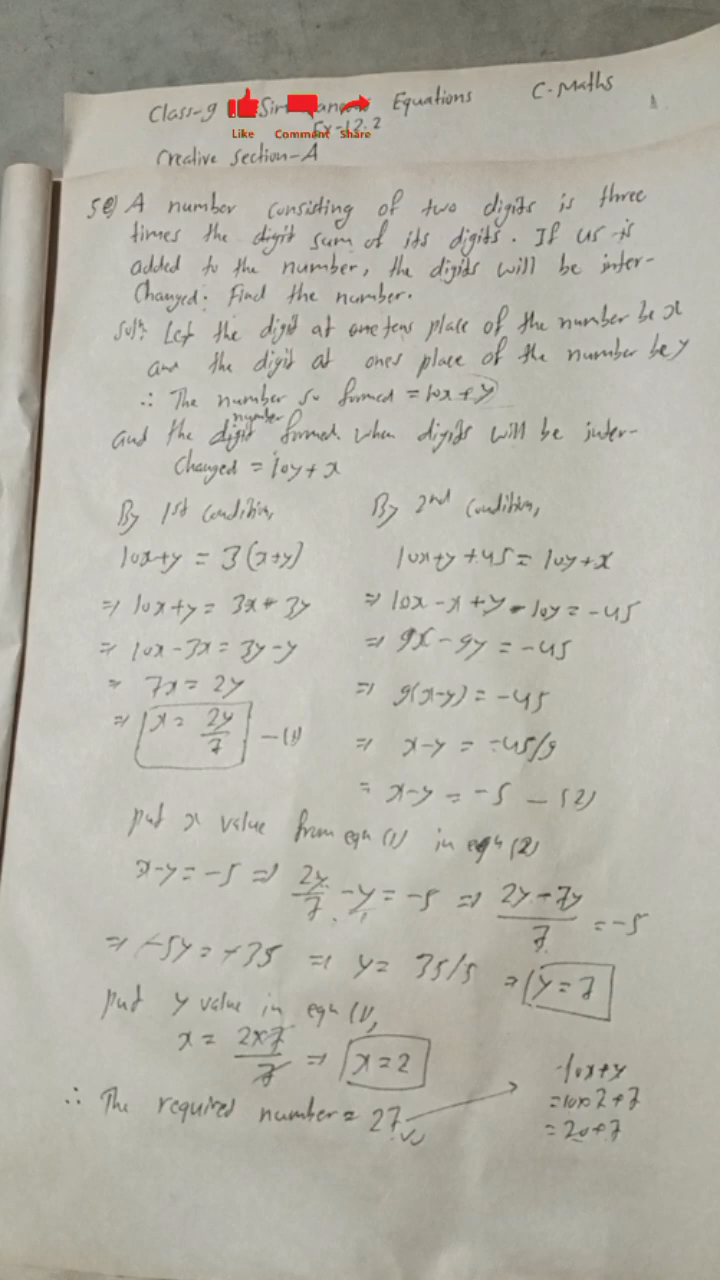 Class-9 Equations C-Maths
Like Comment Share
Ex-12.2
Creative Section-A
5e) A number consisting of two digits is three
times the digit sum of its digits. If 45 is
added to the number, the digits will be inter-
changed. Find the number.
Solⁿ: Let the digit at one tens place of the number be x
and the digit at ones place of the number be y
∴ The number so formed = 10x+y
number
and the digit formed when digits will be inter-
changed = 10y+x
By 1st condition, By 2nd condition,
10x+y = 3(x+y) 10x+y+45 = 10y+x
⇒ 10x+y = 3x+3y ⇒ 10x-x+y-10y = -45
⇒ 10x-3x = 3y-y ⇒ 9x-9y = -45
⇒ 7x = 2y ⇒ 9(x-y) = -45
⇒ x = 2y/7 -(1) ⇒ x-y = -45/9
= x-y = -5 - (2)
put x value from eqn (1) in eqn (2)
x-y = -5 ⇒ 2y/7 - y/1 = -5 ⇒ 2y-7y/7 = -5
⇒ -5y = -35 ⇒ y = 35/5 ⇒ y=7
put y value in eqn (1),
x = 2×7/7 ⇒ x=2
10x+y
∴ The required number = 27
=10×2+7
=20+7